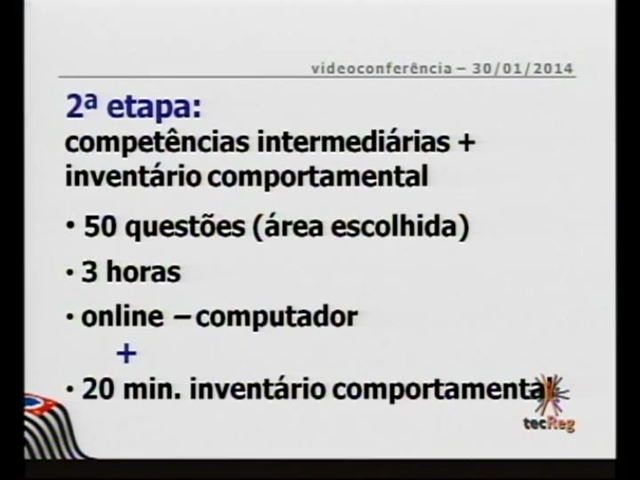 videoconferência – 30/01/2014
2ª etapa:
competências intermediárias +
inventário comportamental
• 50 questões (área escolhida)
• 3 horas
• online – computador
+
• 20 min. inventário comportamental
tecReg